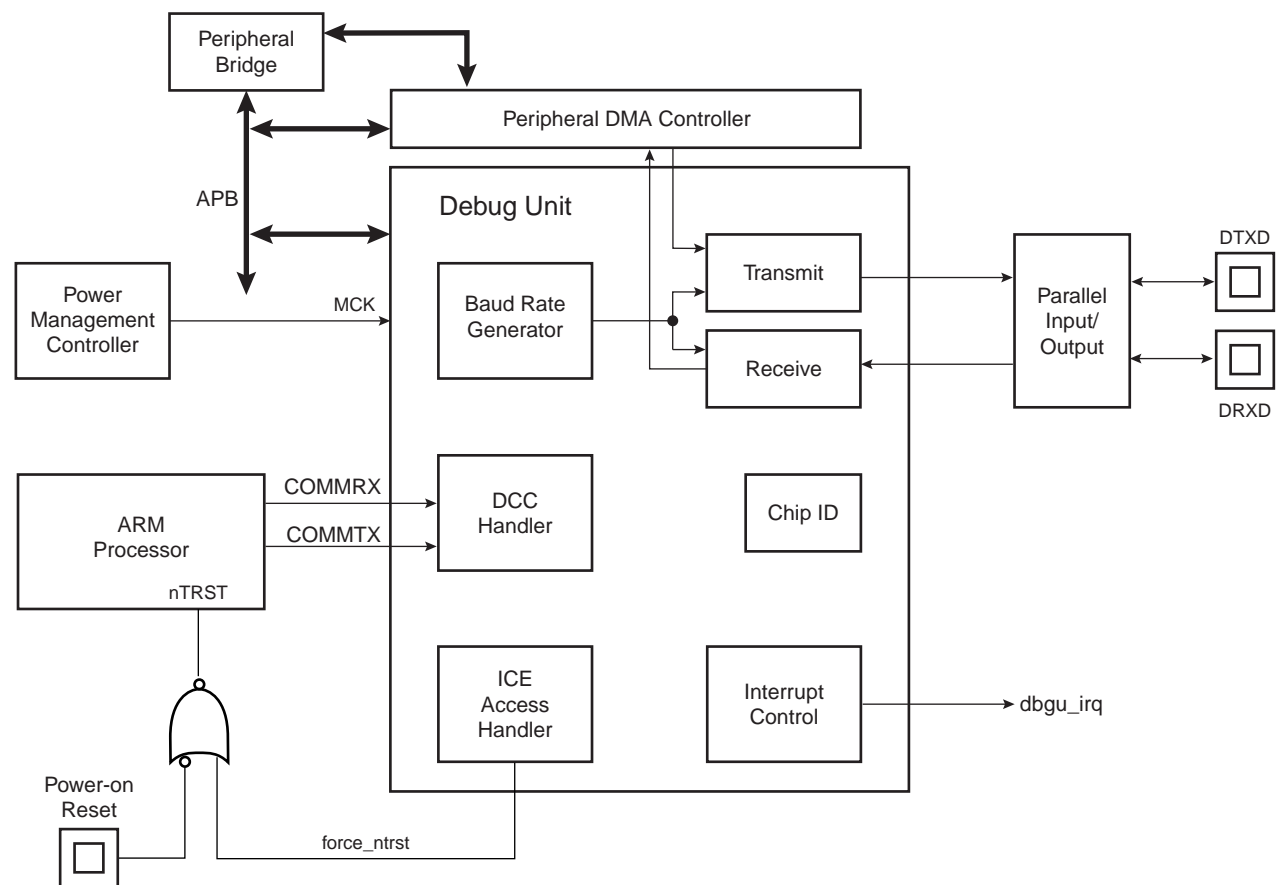 Peripheral
Bridge
Peripheral DMA Controller
APB
Debug Unit
DTXD
Transmit
Power
Management
Controller
MCK
Baud Rate
Generator
Parallel
Input/
Output
Receive
DRXD
COMMRX
ARM
Processor
DCC
Handler
Chip ID
COMMTX
nTRST
ICE
Access
Handler
Interrupt
Control
dbgu_irq
Power-on
Reset
force_ntrst